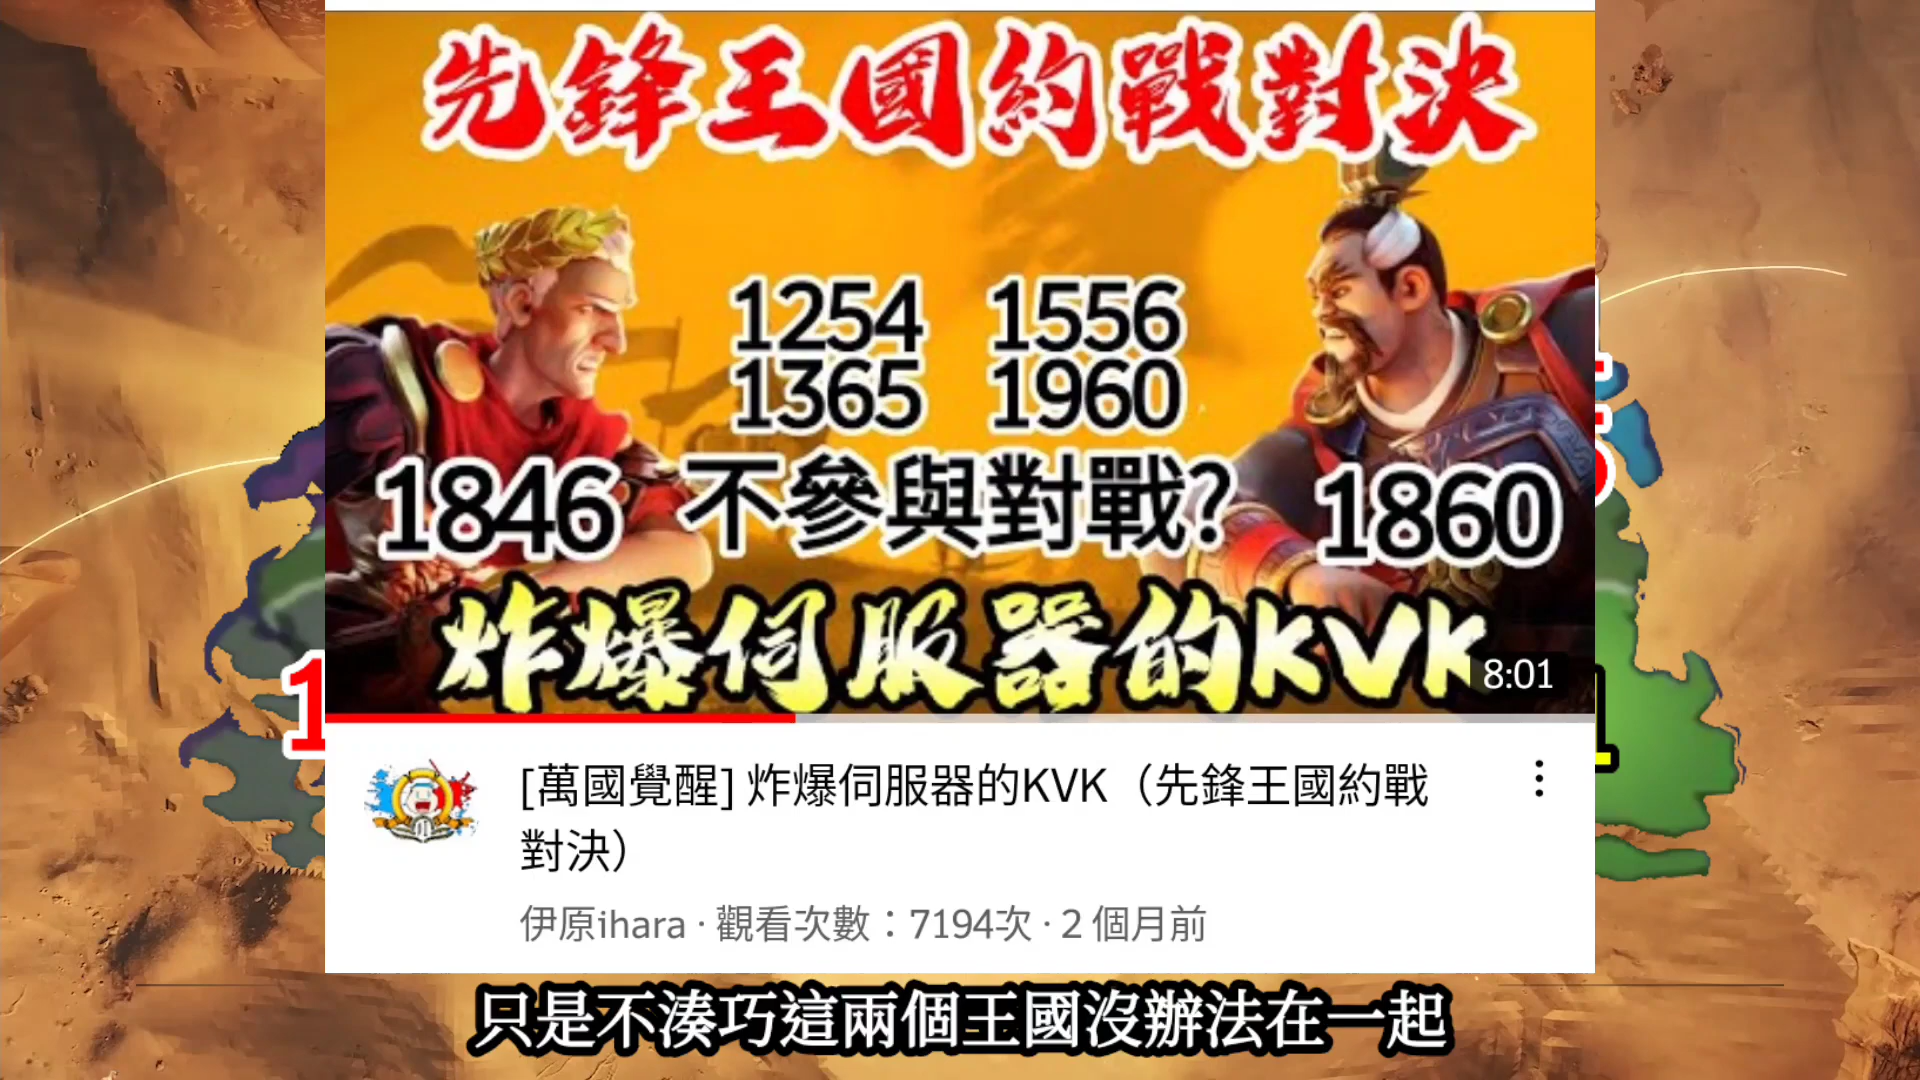 先鋒王國約戰對決
1254 1556
1365 1960
1846 不參與對戰? 1860
炸爆伺服器的KVK
8:01
[萬國覺醒] 炸爆伺服器的KVK（先鋒王國約戰
對決）
伊原ihara · 觀看次數：7194次 · 2 個月前
只是不湊巧這兩個王國沒辦法在一起